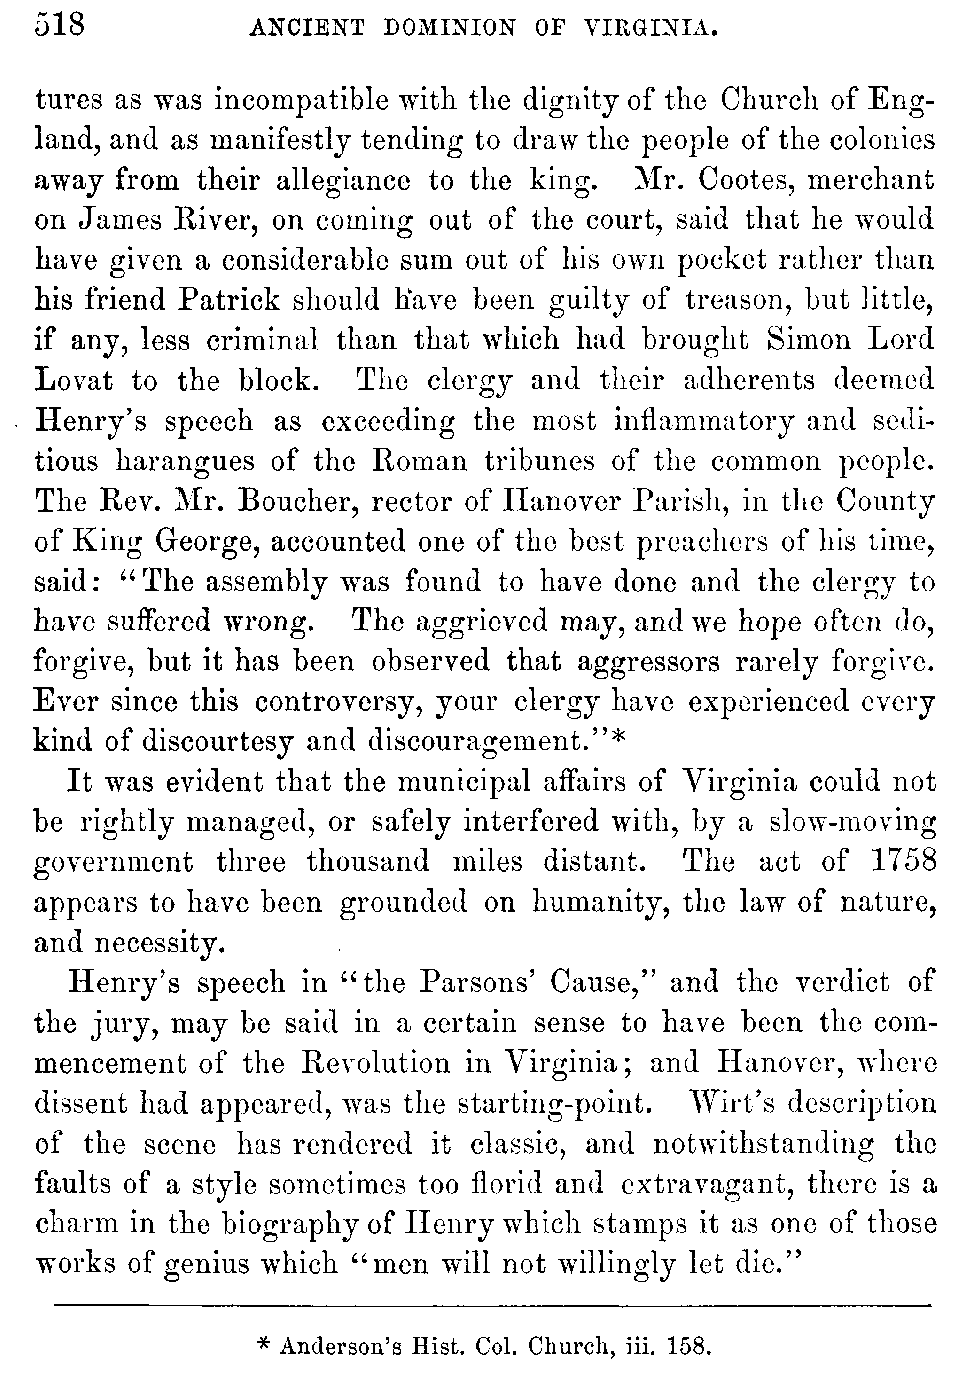 518 ANCIENT DOMINION OF VIRGINIA.
tures as was incompatible with the dignity of the Church of Eng-
land, and as manifestly tending to draw the people of the colonies
away from their allegiance to the king. Mr. Cootes, merchant
on James River, on coming out of the court, said that he would
have given a considerable sum out of his own pocket rather than
his friend Patrick should have been guilty of treason, but little,
if any, less criminal than that which had brought Simon Lord
Lovat to the block. The clergy and their adherents deemed
Henry's speech as exceeding the most inflammatory and sedi-
tious harangues of the Roman tribunes of the common people.
The Rev. Mr. Boucher, rector of Hanover Parish, in the County
of King George, accounted one of the best preachers of his time,
said: "The assembly was found to have done and the clergy to
have suffered wrong. The aggrieved may, and we hope often do,
forgive, but it has been observed that aggressors rarely forgive.
Ever since this controversy, your clergy have experienced every
kind of discourtesy and discouragement."*
It was evident that the municipal affairs of Virginia could not
be rightly managed, or safely interfered with, by a slow-moving
government three thousand miles distant. The act of 1758
appears to have been grounded on humanity, the law of nature,
and necessity.
Henry's speech in "the Parsons' Cause," and the verdict of
the jury, may be said in a certain sense to have been the com-
mencement of the Revolution in Virginia; and Hanover, where
dissent had appeared, was the starting-point. Wirt's description
of the scene has rendered it classic, and notwithstanding the
faults of a style sometimes too florid and extravagant, there is a
charm in the biography of Henry which stamps it as one of those
works of genius which "men will not willingly let die."
* Anderson's Hist. Col. Church, iii. 158.